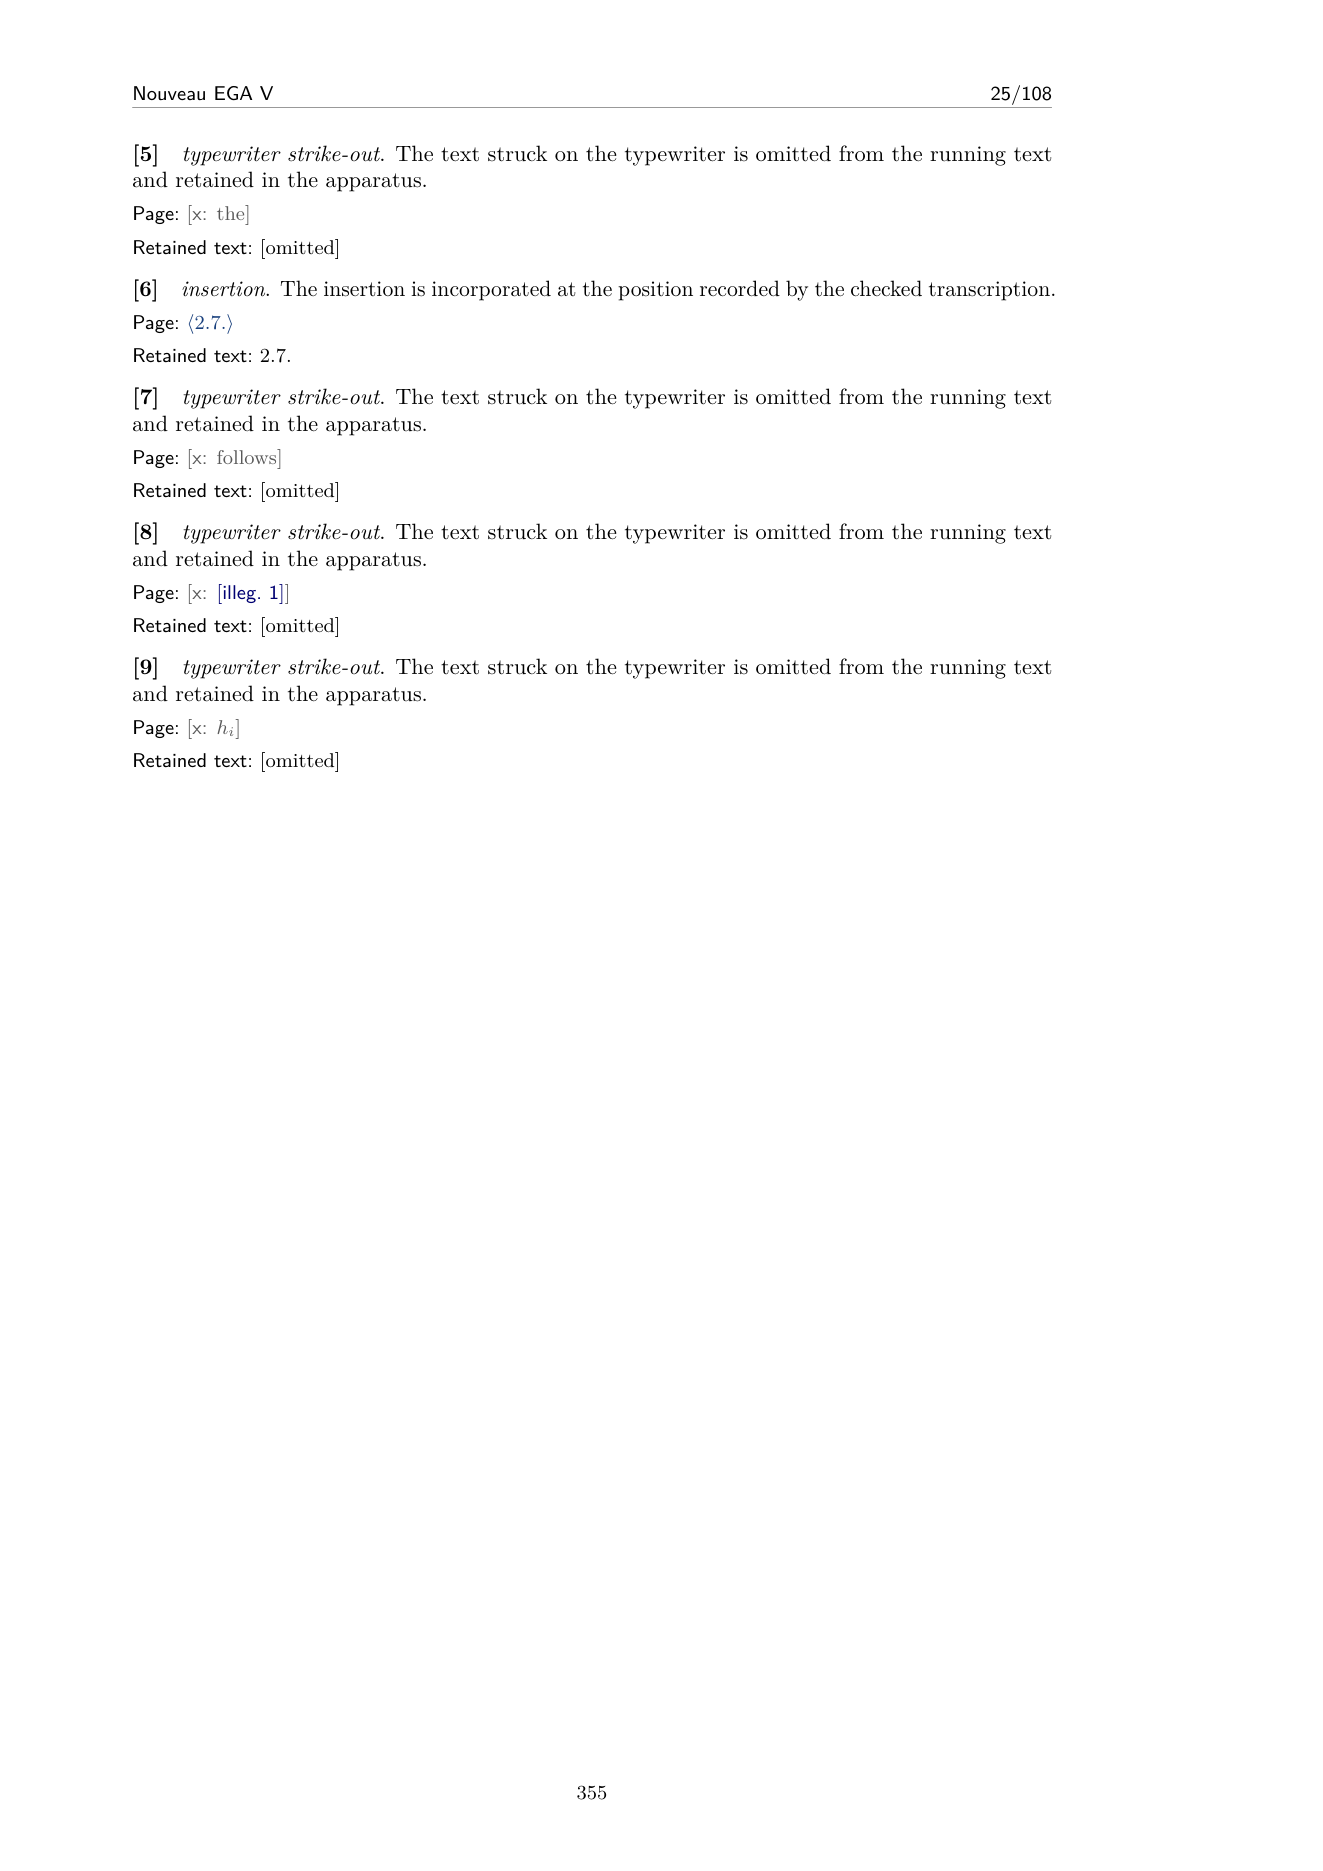 Nouveau EGA V 25/108
[5] typewriter strike-out. The text struck on the typewriter is omitted from the running text
and retained in the apparatus.
Page: [x: the]
Retained text: [omitted]
[6] insertion. The insertion is incorporated at the position recorded by the checked transcription.
Page: ⟨2.7.⟩
Retained text: 2.7.
[7] typewriter strike-out. The text struck on the typewriter is omitted from the running text
and retained in the apparatus.
Page: [x: follows]
Retained text: [omitted]
[8] typewriter strike-out. The text struck on the typewriter is omitted from the running text
and retained in the apparatus.
Page: [x: [illeg. 1]]
Retained text: [omitted]
[9] typewriter strike-out. The text struck on the typewriter is omitted from the running text
and retained in the apparatus.
Page: [x: hᵢ]
Retained text: [omitted]
355